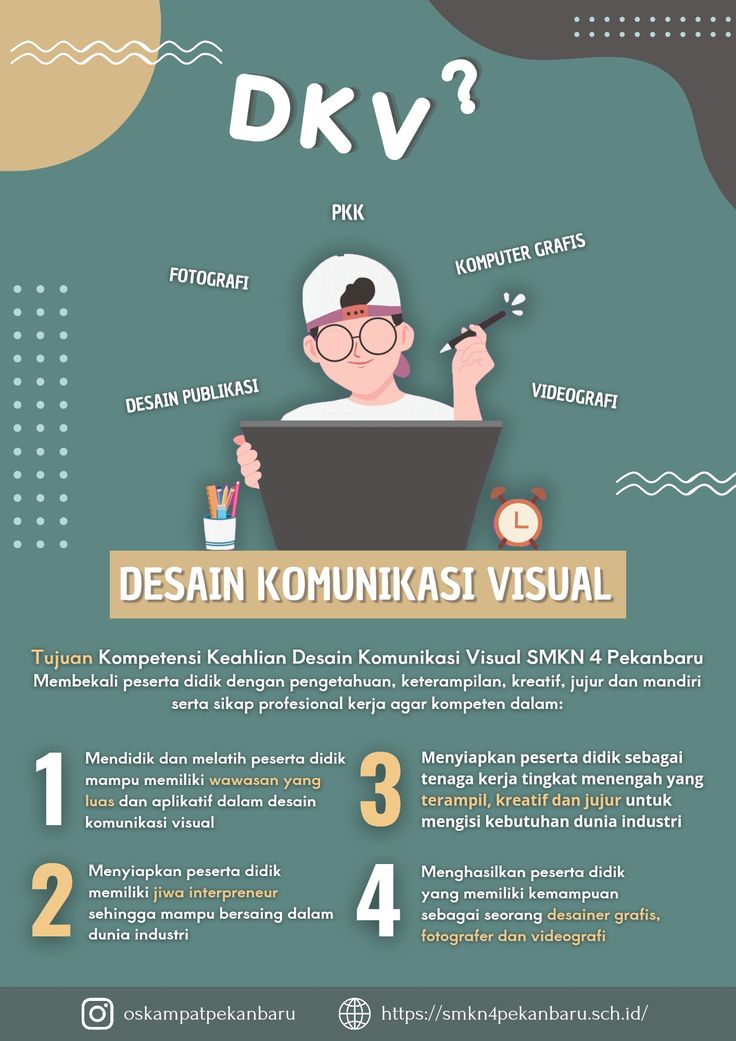 DKV?
PKK
FOTOGRAFI
KOMPUTER GRAFIS
DESAIN PUBLIKASI
VIDEOGRAFI
DESAIN KOMUNIKASI VISUAL
Tujuan Kompetensi Keahlian Desain Komunikasi Visual SMKN 4 Pekanbaru
Membekali peserta didik dengan pengetahuan, keterampilan, kreatif, jujur dan mandiri
serta sikap profesional kerja agar kompeten dalam:
1
Mendidik dan melatih peserta didik
mampu memiliki wawasan yang
luas dan aplikatif dalam desain
komunikasi visual
2
Menyiapkan peserta didik
memiliki jiwa interpreneur
sehingga mampu bersaing dalam
dunia industri
3
Menyiapkan peserta didik sebagai
tenaga kerja tingkat menengah yang
terampil, kreatif dan jujur untuk
mengisi kebutuhan dunia industri
4
Menghasilkan peserta didik
yang memiliki kemampuan
sebagai seorang desainer grafis,
fotografer dan videografi
oskampatpekanbaru
https://smkn4pekanbaru.sch.id/